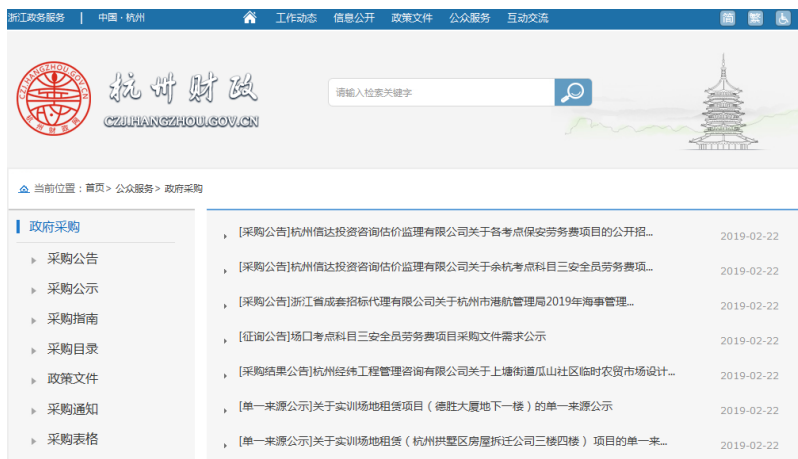 浙江政务服务 | 中国·杭州 工作动态 信息公开 政策文件 公众服务 互动交流 简 繁
CZJ.HANGZHOU.GOV.CN
杭州财政
杭州财政
请输入检索关键字
CZJ.HANGZHOU.GOV.CN
当前位置：首页> 公众服务> 政府采购
政府采购
采购公告
采购公示
采购指南
采购目录
政策文件
采购通知
采购表格
[采购公告]杭州信达投资咨询估价监理有限公司关于各考点保安劳务费项目的公开招... 2019-02-22
[采购公告]杭州信达投资咨询估价监理有限公司关于余杭考点科目三安全员劳务费项... 2019-02-22
[采购公告]浙江省成套招标代理有限公司关于杭州市港航管理局2019年海事管理... 2019-02-22
[征询公告]场口考点科目三安全员劳务费项目采购文件需求公示 2019-02-22
[采购结果公告]杭州经纬工程管理咨询有限公司关于上塘街道瓜山社区临时农贸市场设计... 2019-02-22
[单一来源公示]关于实训场地租赁项目（德胜大厦地下一楼）的单一来源公示 2019-02-22
[单一来源公示]关于实训场地租赁（杭州拱墅区房屋拆迁公司三楼四楼） 项目的单一来... 2019-02-22